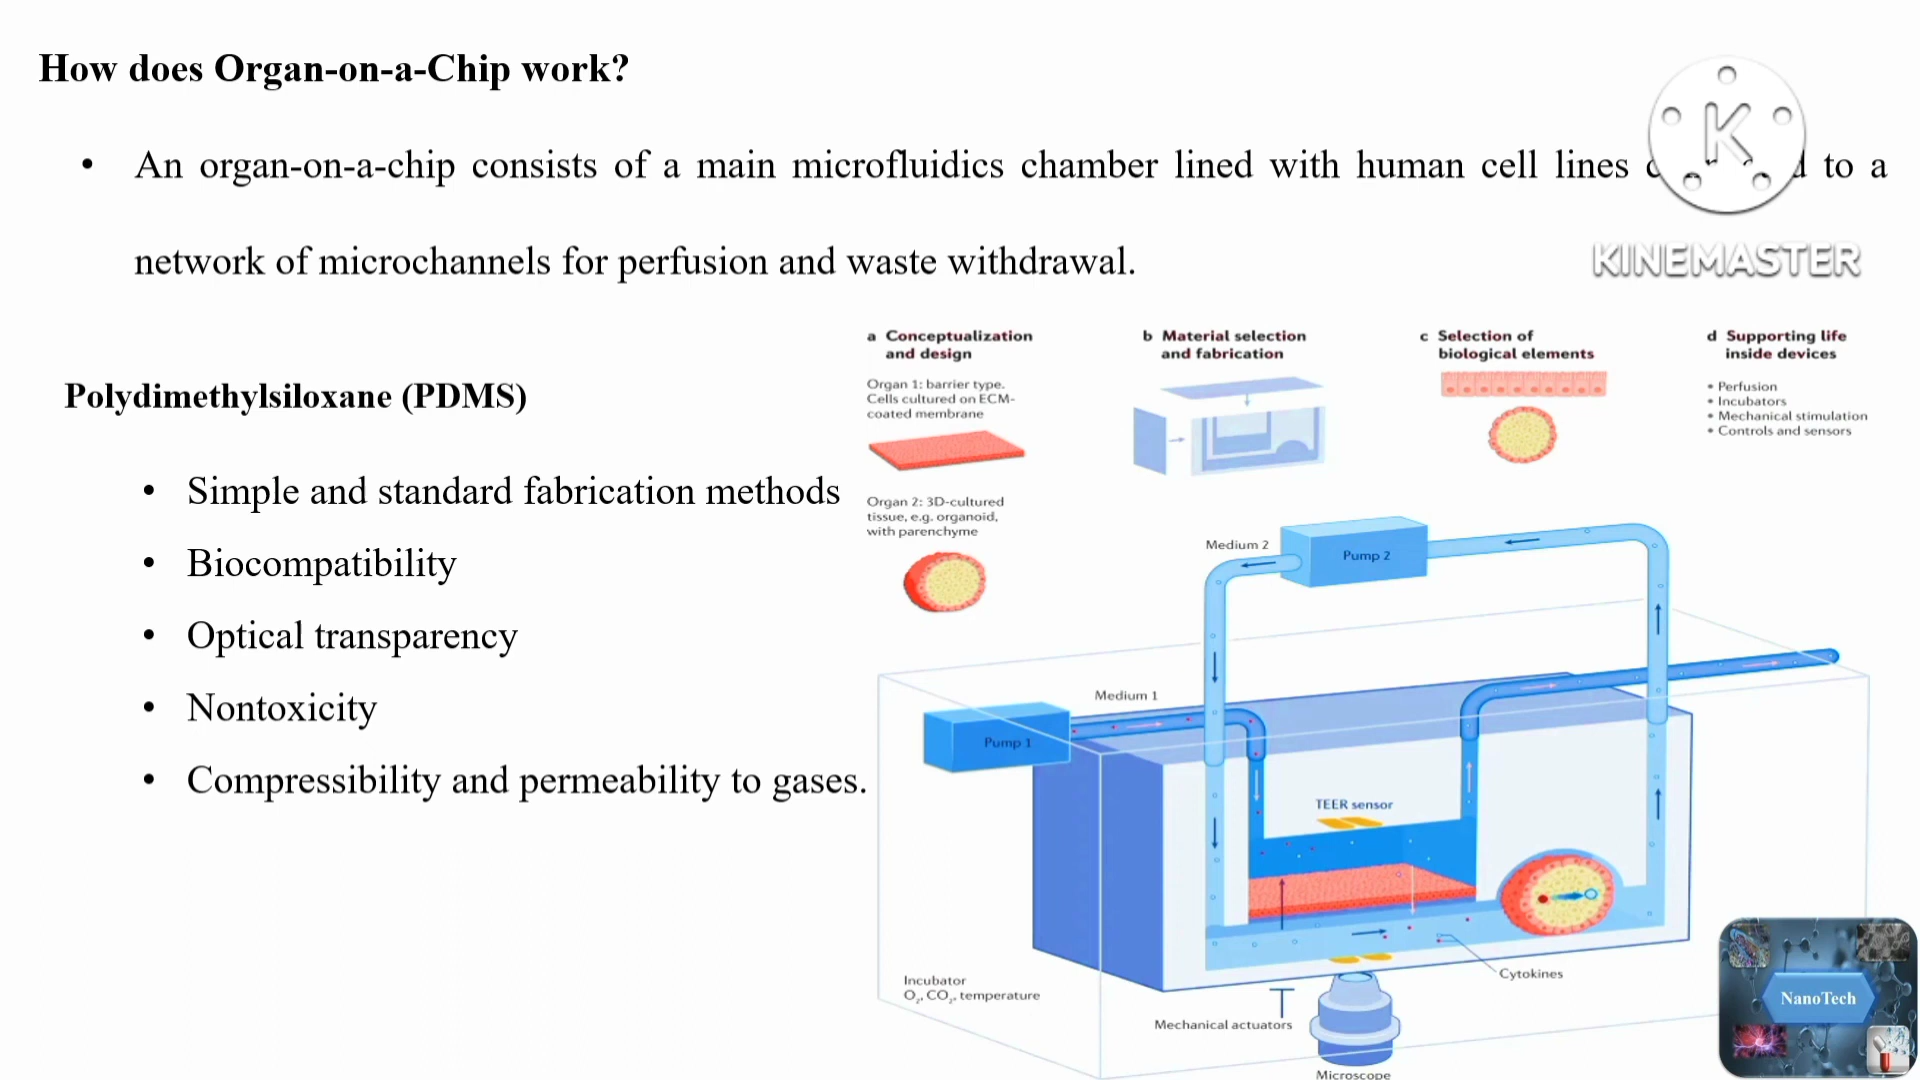 How does Organ-on-a-Chip work?
• An organ-on-a-chip consists of a main microfluidics chamber lined with human cell lines to a
network of microchannels for perfusion and waste withdrawal.
KINEMASTER
Polydimethylsiloxane (PDMS)
• Simple and standard fabrication methods
• Biocompatibility
• Optical transparency
• Nontoxicity
• Compressibility and permeability to gases.
a Conceptualization
and design
Organ 1: barrier type.
Cells cultured on ECM-
coated membrane
Organ 2: 3D-cultured
tissue, e.g. organoid,
with parenchyme
b Material selection
and fabrication
c Selection of
biological elements
d Supporting life
inside devices
• Perfusion
• Incubators
• Mechanical stimulation
• Controls and sensors
Medium 2
Pump 2
Medium 1
Pump 1
TEER sensor
Cytokines
Incubator
O₂, CO₂, temperature
Mechanical actuators
Microscope
NanoTech